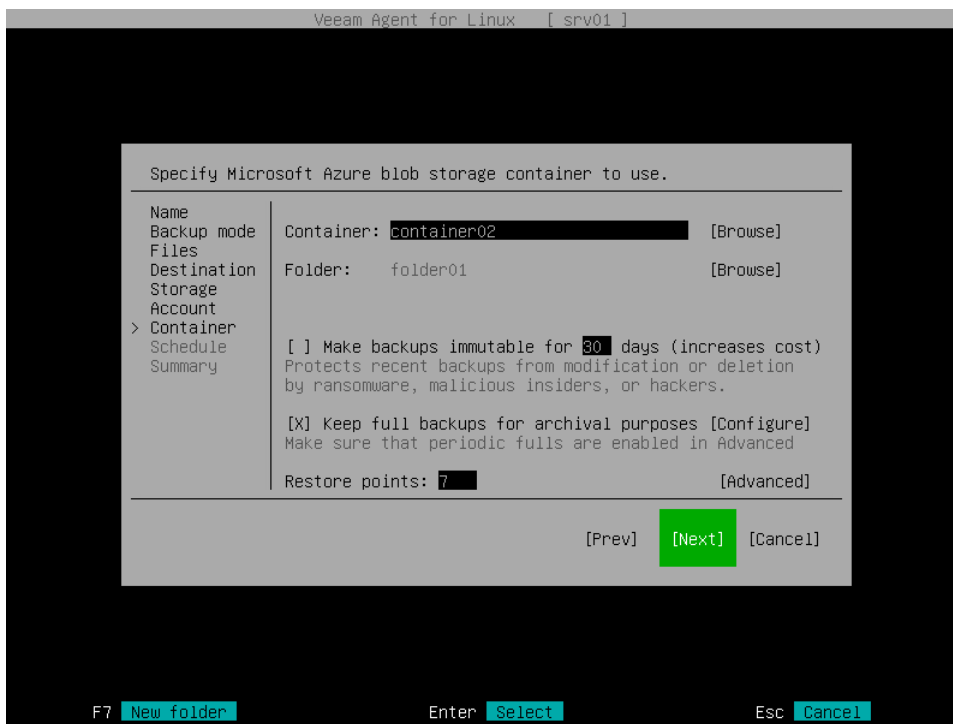 Veeam Agent for Linux [ srv01 ]
Specify Microsoft Azure blob storage container to use.
Name
Backup mode
Files
Destination
Storage
Account
> Container
Schedule
Summary
Container: container02 [Browse]
Folder: folder01 [Browse]
[ ] Make backups immutable for 30 days (increases cost)
Protects recent backups from modification or deletion
by ransomware, malicious insiders, or hackers.
[X] Keep full backups for archival purposes [Configure]
Make sure that periodic fulls are enabled in Advanced
Restore points: 7 [Advanced]
[Prev] [Next] [Cancel]
F7 New folder Enter Select Esc Cancel